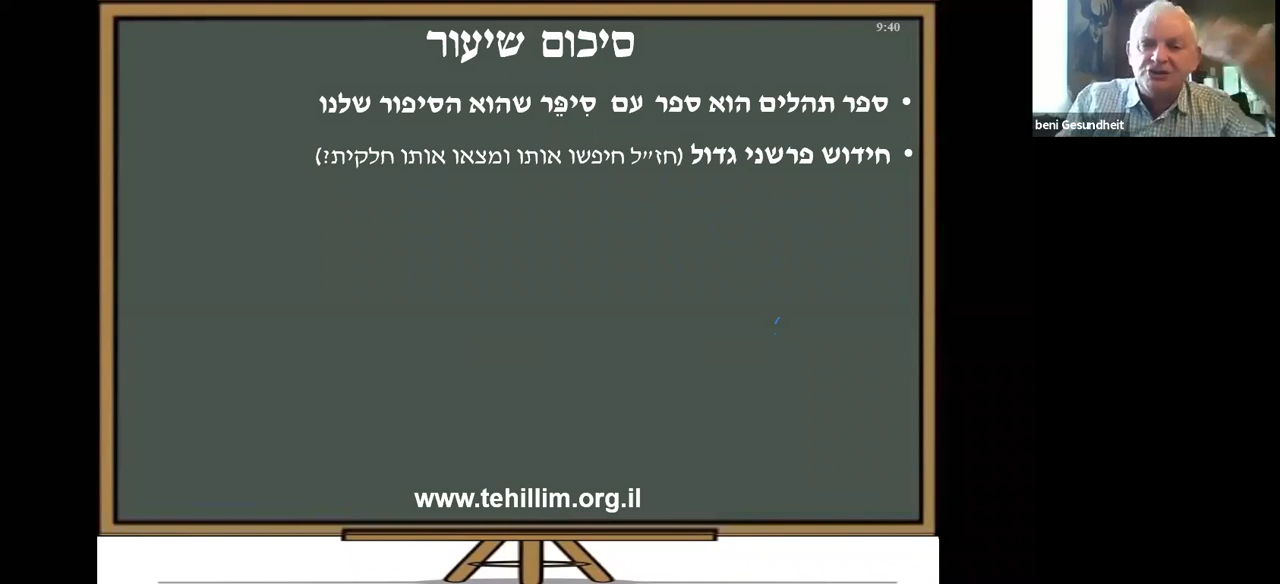 סיכום שיעור
9:40
ספר תהלים הוא ספר עם סִיפֵּר שהוא הסיפור שלנו
חידוש פרשני גדול (חז״ל חיפשו אותו ומצאו אותו חלקית?)
www.tehillim.org.il
beni Gesundheit